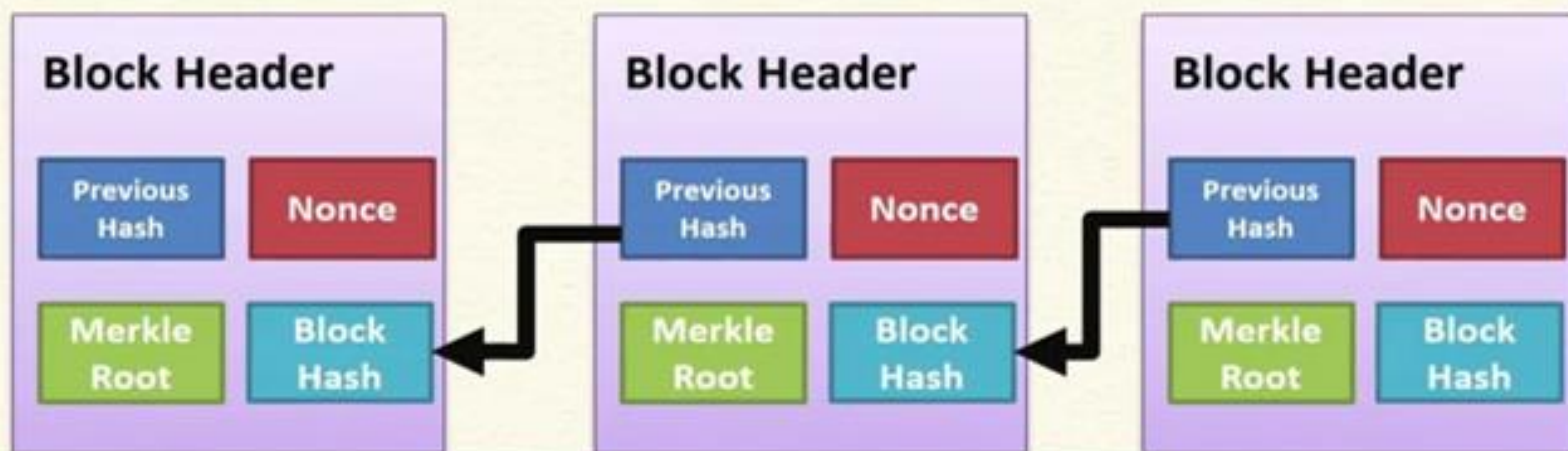 Block Header
Previous
Hash
Nonce
Merkle
Root
Block
Hash
Block Header
Previous
Hash
Nonce
Merkle
Root
Block
Hash
Block Header
Previous
Hash
Nonce
Merkle
Root
Block
Hash